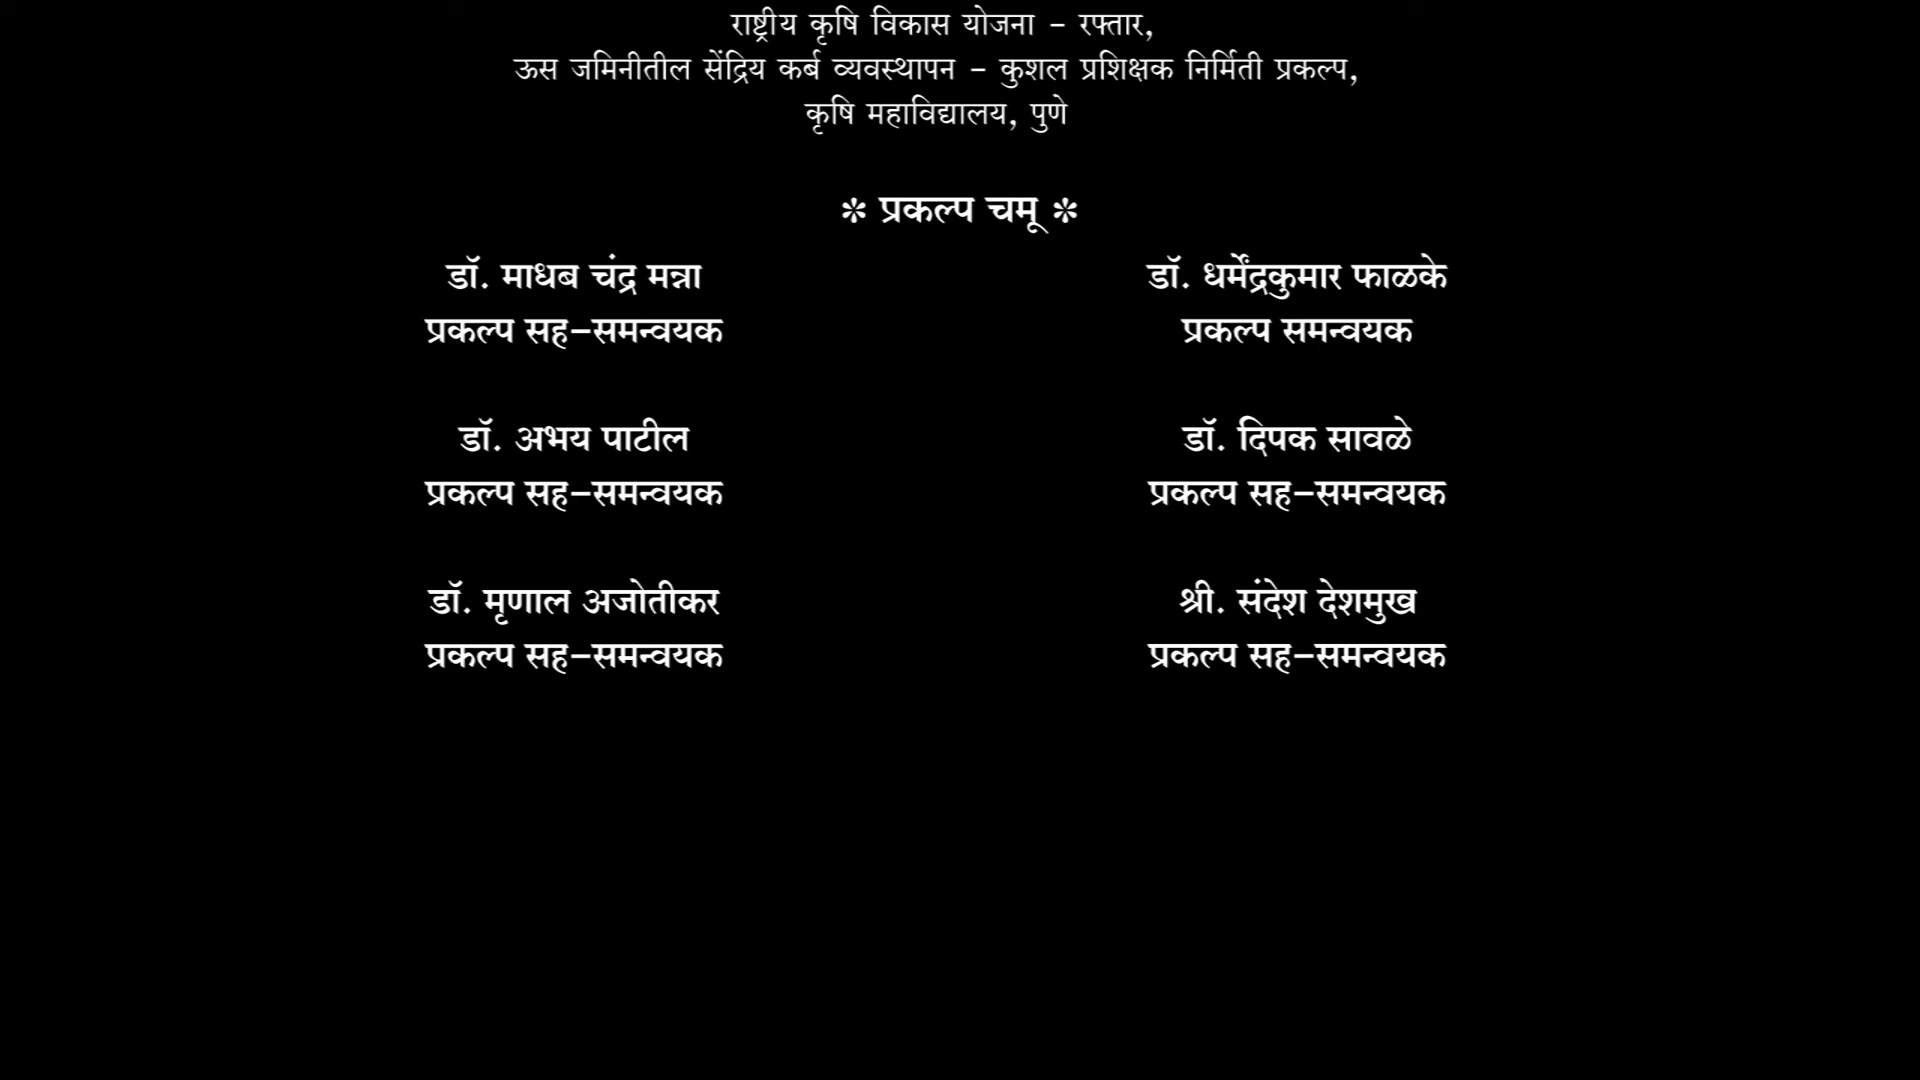 राष्ट्रीय कृषि विकास योजना - रफ्तार,
ऊस जमिनीतील सेंद्रिय कर्ब व्यवस्थापन - कुशल प्रशिक्षक निर्मिती प्रकल्प,
कृषि महाविद्यालय, पुणे
* प्रकल्प चमू *
डॉ. माधब चंद्र मन्ना
प्रकल्प सह-समन्वयक
डॉ. धर्मेंद्रकुमार फाळके
प्रकल्प समन्वयक
डॉ. अभय पाटील
प्रकल्प सह-समन्वयक
डॉ. दिपक सावळे
प्रकल्प सह-समन्वयक
डॉ. मृणाल अजोतीकर
प्रकल्प सह-समन्वयक
श्री. संदेश देशमुख
प्रकल्प सह-समन्वयक